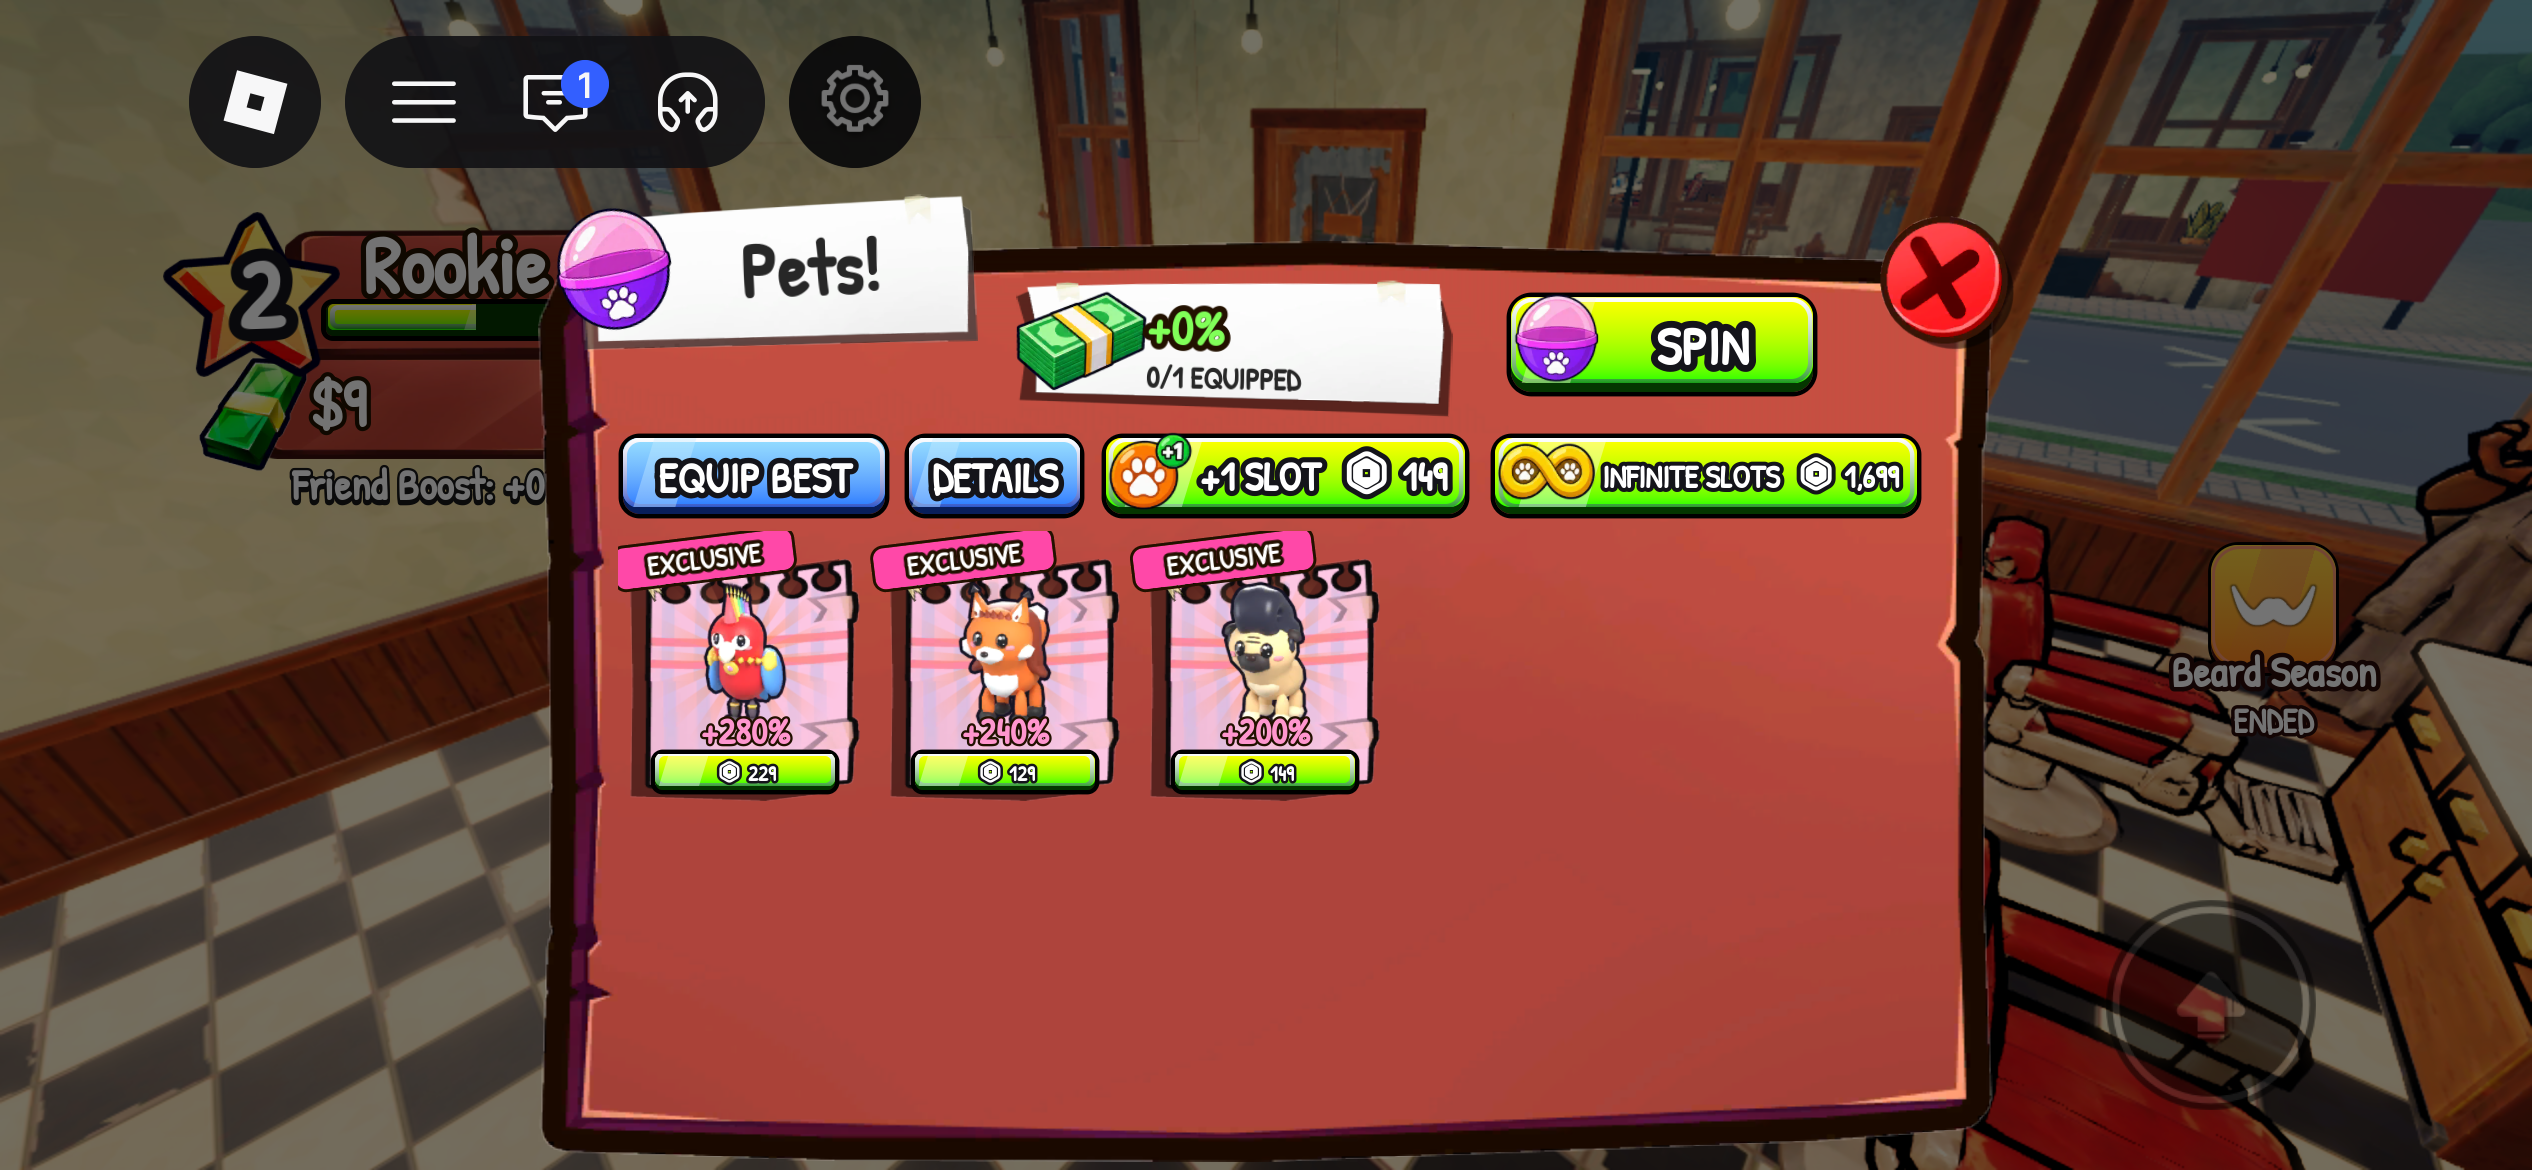 1
Pets!
2
Rookie
$9
Friend Boost: +0
+0%
0/1 EQUIPPED
SPIN
EQUIP BEST
DETAILS
+1
+1 SLOT 149
INFINITE SLOTS 1,699
EXCLUSIVE
+280%
229
EXCLUSIVE
+240%
129
EXCLUSIVE
+200%
149
Beard Season
ENDED